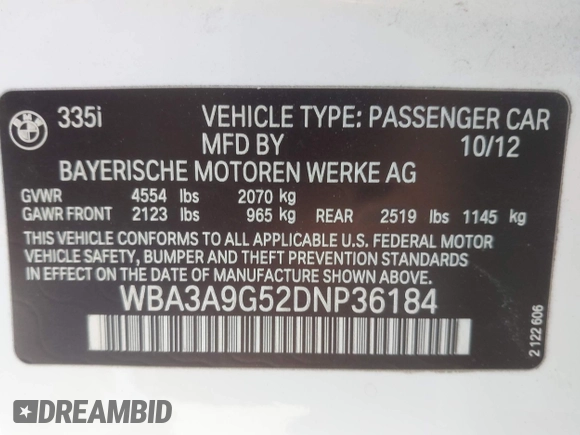 335i VEHICLE TYPE: PASSENGER CAR
MFD BY 10/12
BAYERISCHE MOTOREN WERKE AG
GVWR 4554 lbs 2070 kg
GAWR FRONT 2123 lbs 965 kg REAR 2519 lbs 1145 kg
THIS VEHICLE CONFORMS TO ALL APPLICABLE U.S. FEDERAL MOTOR
VEHICLE SAFETY, BUMPER AND THEFT PREVENTION STANDARDS
IN EFFECT ON THE DATE OF MANUFACTURE SHOWN ABOVE.
WBA3A9G52DNP36184
2 122 606
DREAMBID